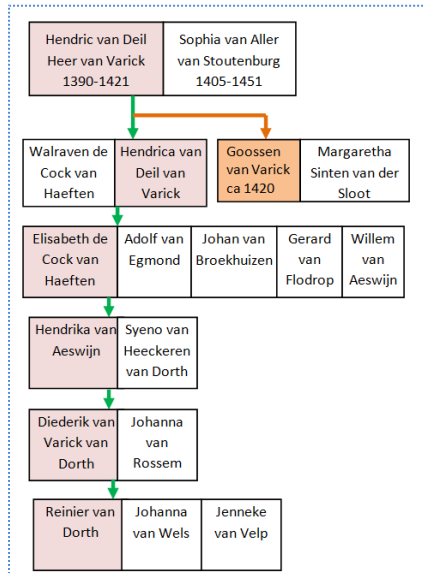 Hendric van Deil
Heer van Varick
1390-1421
Sophia van Aller
van Stoutenburg
1405-1451
Walraven de
Cock van
Haeften
Hendrica van
Deil van
Varick
Goossen
van Varick
ca 1420
Margaretha
Sinten van der
Sloot
Elisabeth de
Cock van
Haeften
Adolf van
Egmond
Johan van
Broekhuizen
Gerard
van
Flodrop
Willem
van
Aeswijn
Hendrika van
Aeswijn
Syeno van
Heeckeren
van Dorth
Diederik van
Varick van
Dorth
Johanna
van
Rossem
Reinier van
Dorth
Johanna
van Wels
Jenneke
van Velp